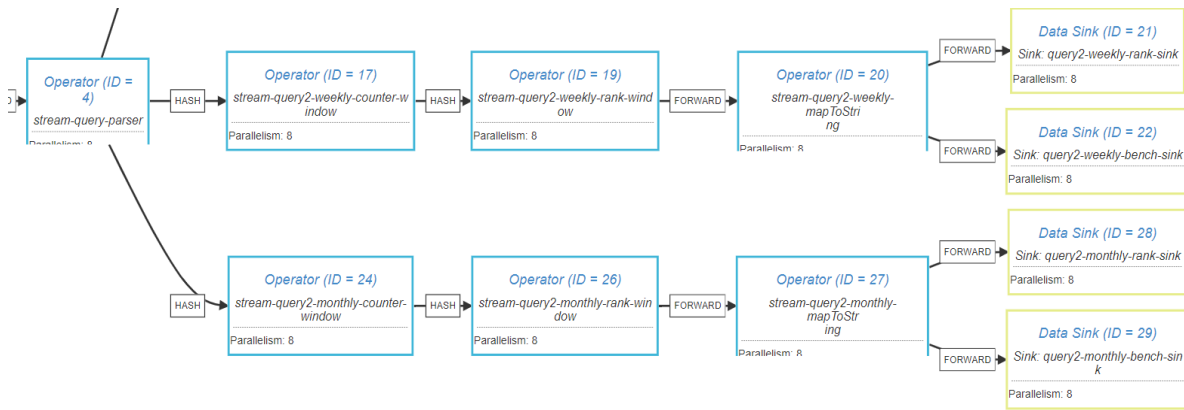 Operator (ID =
4)
stream-query-parser
Parallelism: 8
HASH
Operator (ID = 17)
stream-query2-weekly-counter-w
indow
Parallelism: 8
HASH
Operator (ID = 19)
stream-query2-weekly-rank-wind
ow
Parallelism: 8
FORWARD
Operator (ID = 20)
stream-query2-weekly-
mapToStri
ng
Parallelism: 8
FORWARD
Data Sink (ID = 21)
Sink: query2-weekly-rank-sink
Parallelism: 8
FORWARD
Data Sink (ID = 22)
Sink: query2-weekly-bench-sink
Parallelism: 8
HASH
Operator (ID = 24)
stream-query2-monthly-counter-
window
Parallelism: 8
HASH
Operator (ID = 26)
stream-query2-monthly-rank-win
dow
Parallelism: 8
FORWARD
Operator (ID = 27)
stream-query2-monthly-
mapToStr
ing
Parallelism: 8
FORWARD
Data Sink (ID = 28)
Sink: query2-monthly-rank-sink
Parallelism: 8
FORWARD
Data Sink (ID = 29)
Sink: query2-monthly-bench-sin
k
Parallelism: 8